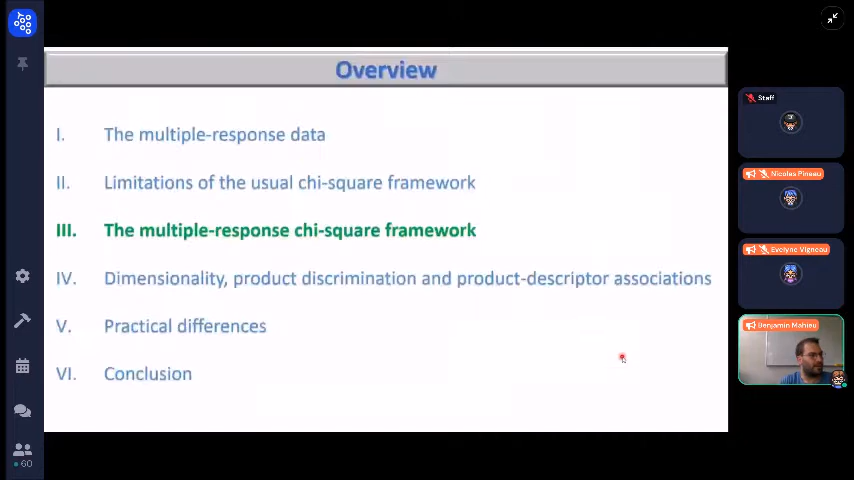 Overview
I. The multiple-response data
II. Limitations of the usual chi-square framework
III. The multiple-response chi-square framework
IV. Dimensionality, product discrimination and product-descriptor associations
V. Practical differences
VI. Conclusion
Staff
Nicolas Pineau
Evelyne Vigneau
Benjamin Mahieu
60